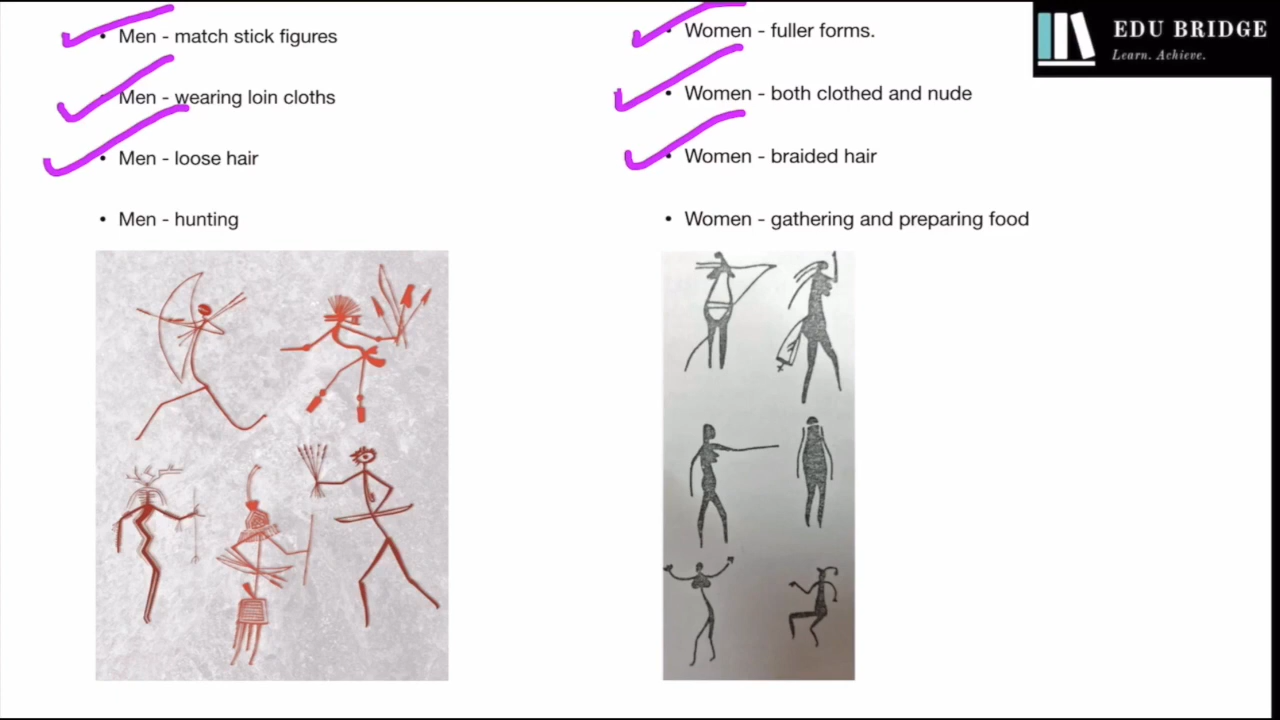 • Men - match stick figures
• Men - wearing loin cloths
• Men - loose hair
• Men - hunting
• Women - fuller forms.
• Women - both clothed and nude
• Women - braided hair
• Women - gathering and preparing food
EDU BRIDGE
Learn. Achieve.